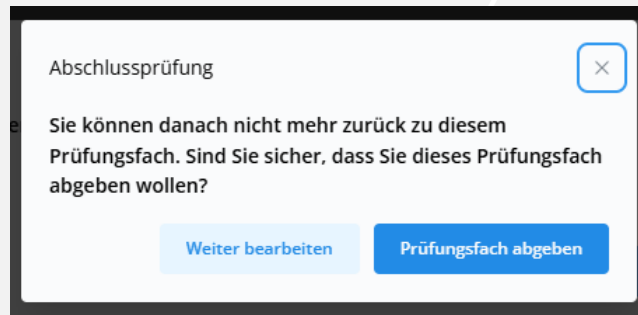 Abschlussprüfung
Sie können danach nicht mehr zurück zu diesem
Prüfungsfach. Sind Sie sicher, dass Sie dieses Prüfungsfach
abgeben wollen?
Weiter bearbeiten
Prüfungsfach abgeben